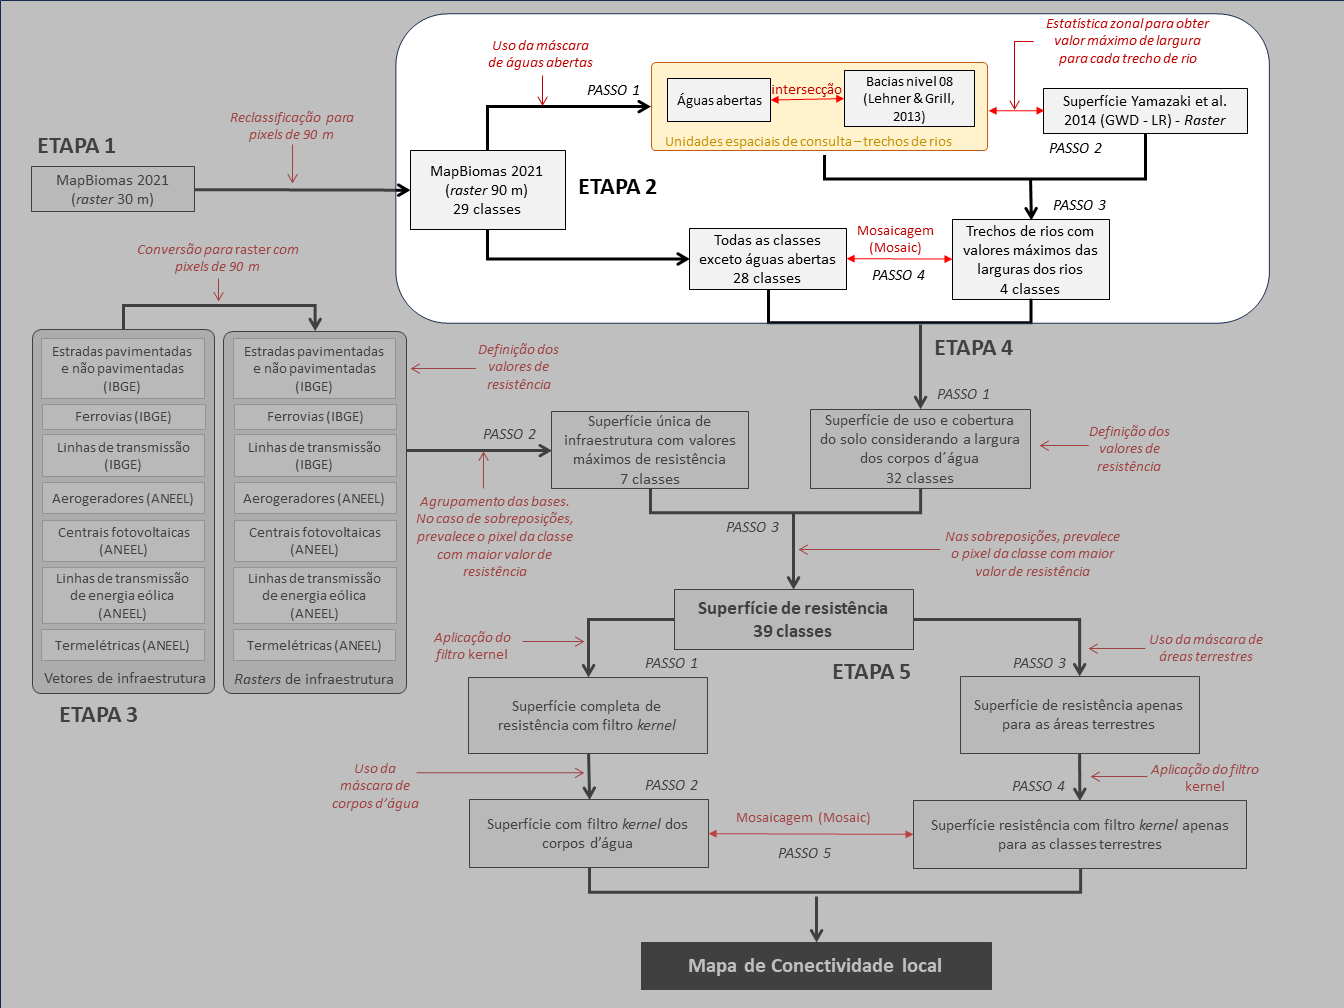 ETAPA 1
MapBiomas 2021
(raster 30 m)
Reclassificação para
pixels de 90 m
MapBiomas 2021
(raster 90 m)
29 classes
ETAPA 2
Uso da máscara
de águas abertas
PASSO 1
Águas abertas
intersecção
Bacias nivel 08
(Lehner & Grill,
2013)
Unidades espaciais de consulta – trechos de rios
Estatística zonal para obter
valor máximo de largura
para cada trecho de rio
Superfície Yamazaki et al.
2014 (GWD - LR) - Raster
PASSO 2
PASSO 3
Todas as classes
exceto águas abertas
28 classes
Mosaicagem
(Mosaic)
PASSO 4
Trechos de rios com
valores máximos das
larguras dos rios
4 classes
Conversão para raster com
pixels de 90 m
Estradas pavimentadas
e não pavimentadas
(IBGE)
Ferrovias (IBGE)
Linhas de transmissão
(IBGE)
Aerogeradores (ANEEL)
Centrais fotovoltaicas
(ANEEL)
Linhas de transmissão
de energia eólica
(ANEEL)
Termelétricas (ANEEL)
Vetores de infraestrutura
Estradas pavimentadas
e não pavimentadas
(IBGE)
Ferrovias (IBGE)
Linhas de transmissão
(IBGE)
Aerogeradores (ANEEL)
Centrais fotovoltaicas
(ANEEL)
Linhas de transmissão
de energia eólica
(ANEEL)
Termelétricas (ANEEL)
Rasters de infraestrutura
ETAPA 3
Definição dos
valores de
resistência
PASSO 2
Agrupamento das bases.
No caso de sobreposições,
prevalece o pixel da classe
com maior valor de
resistência
Superfície única de
infraestrutura com valores
máximos de resistência
7 classes
ETAPA 4
PASSO 1
Superfície de uso e cobertura
do solo considerando a largura
dos corpos d´água
32 classes
Definição dos
valores de
resistência
PASSO 3
Nas sobreposições, prevalece
o pixel da classe com maior
valor de resistência
Superfície de resistência
39 classes
ETAPA 5
Aplicação do
filtro kernel
PASSO 1
Superfície completa de
resistência com filtro kernel
Uso da
máscara de
corpos d’água
PASSO 2
Superfície com filtro kernel dos
corpos d’água
Uso da máscara de
áreas terrestres
PASSO 3
Superfície de resistência apenas
para as áreas terrestres
Aplicação do filtro
kernel
PASSO 4
Superfície resistência com filtro kernel apenas
para as classes terrestres
Mosaicagem (Mosaic)
PASSO 5
Mapa de Conectividade local